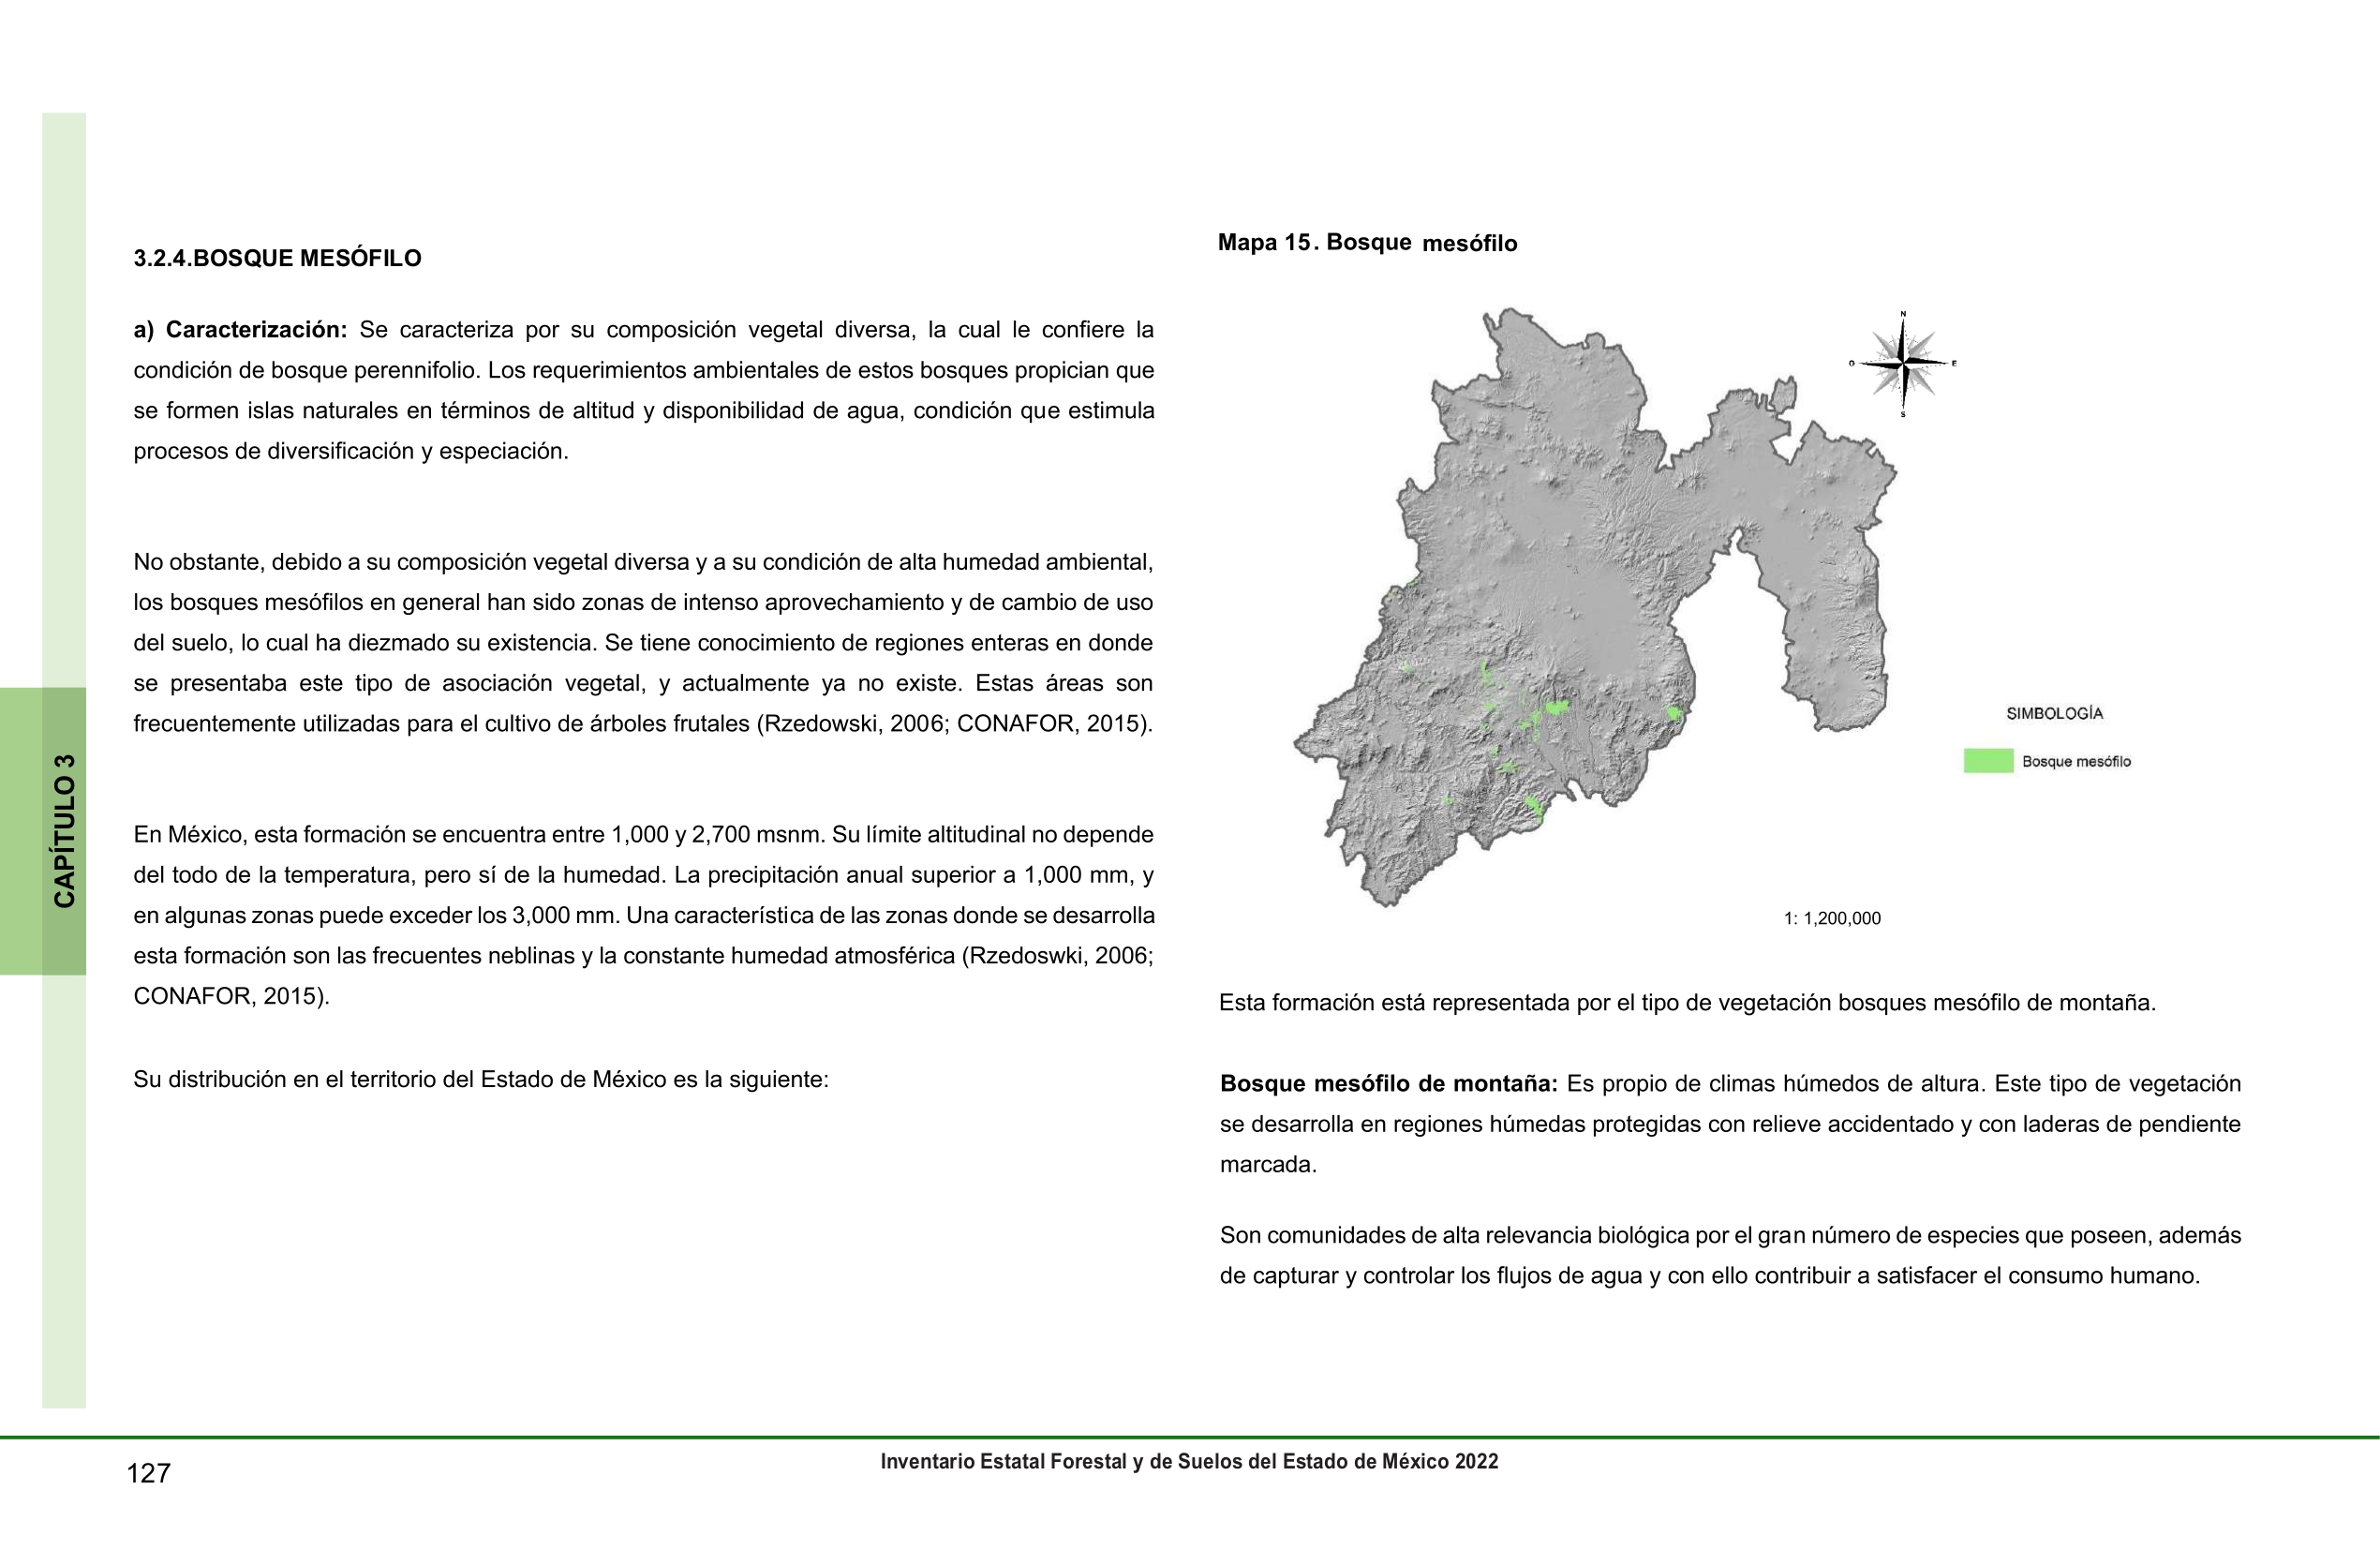 CAPÍTULO 3
3.2.4.BOSQUE MESÓFILO
a) Caracterización: Se caracteriza por su composición vegetal diversa, la cual le confiere la
condición de bosque perennifolio. Los requerimientos ambientales de estos bosques propician que
se formen islas naturales en términos de altitud y disponibilidad de agua, condición que estimula
procesos de diversificación y especiación.
No obstante, debido a su composición vegetal diversa y a su condición de alta humedad ambiental,
los bosques mesófilos en general han sido zonas de intenso aprovechamiento y de cambio de uso
del suelo, lo cual ha diezmado su existencia. Se tiene conocimiento de regiones enteras en donde
se presentaba este tipo de asociación vegetal, y actualmente ya no existe. Estas áreas son
frecuentemente utilizadas para el cultivo de árboles frutales (Rzedowski, 2006; CONAFOR, 2015).
En México, esta formación se encuentra entre 1,000 y 2,700 msnm. Su límite altitudinal no depende
del todo de la temperatura, pero sí de la humedad. La precipitación anual superior a 1,000 mm, y
en algunas zonas puede exceder los 3,000 mm. Una característica de las zonas donde se desarrolla
esta formación son las frecuentes neblinas y la constante humedad atmosférica (Rzedoswki, 2006;
CONAFOR, 2015).
Su distribución en el territorio del Estado de México es la siguiente:
Mapa 15. Bosque mesófilo
N
O E
S
SIMBOLOGÍA
Bosque mesófilo
1: 1,200,000
Esta formación está representada por el tipo de vegetación bosques mesófilo de montaña.
Bosque mesófilo de montaña: Es propio de climas húmedos de altura. Este tipo de vegetación
se desarrolla en regiones húmedas protegidas con relieve accidentado y con laderas de pendiente
marcada.
Son comunidades de alta relevancia biológica por el gran número de especies que poseen, además
de capturar y controlar los flujos de agua y con ello contribuir a satisfacer el consumo humano.
127
Inventario Estatal Forestal y de Suelos del Estado de México 2022